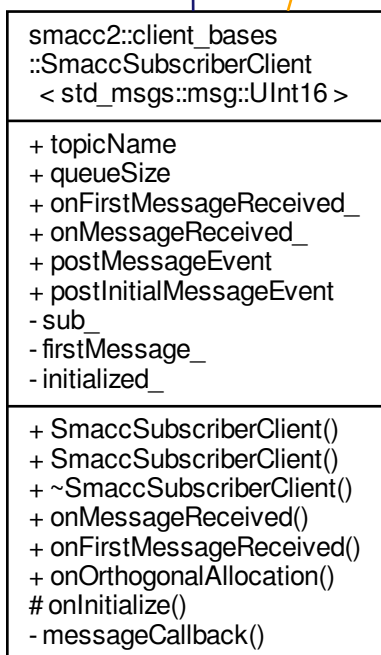 smacc2::client_bases
::SmaccSubscriberClient
< std_msgs::msg::UInt16 >
+ topicName
+ queueSize
+ onFirstMessageReceived_
+ onMessageReceived_
+ postMessageEvent
+ postInitialMessageEvent
- sub_
- firstMessage_
- initialized_
+ SmaccSubscriberClient()
+ SmaccSubscriberClient()
+ ~SmaccSubscriberClient()
+ onMessageReceived()
+ onFirstMessageReceived()
+ onOrthogonalAllocation()
# onInitialize()
- messageCallback()